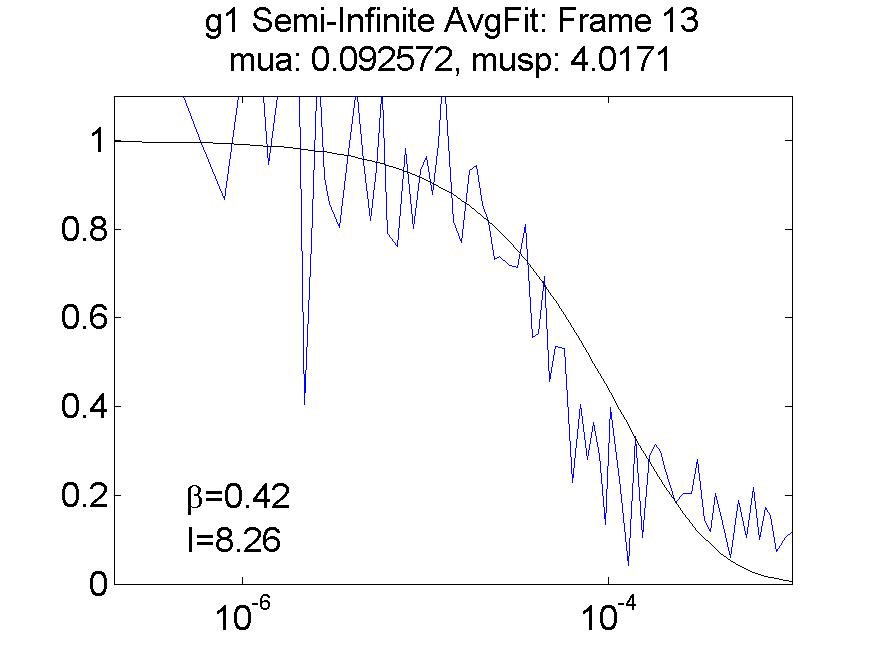 g1 Semi-Infinite AvgFit: Frame 13
mua: 0.092572, musp: 4.0171
1
0.8
0.6
0.4
0.2
0
β=0.42
I=8.26
10^-6 10^-4